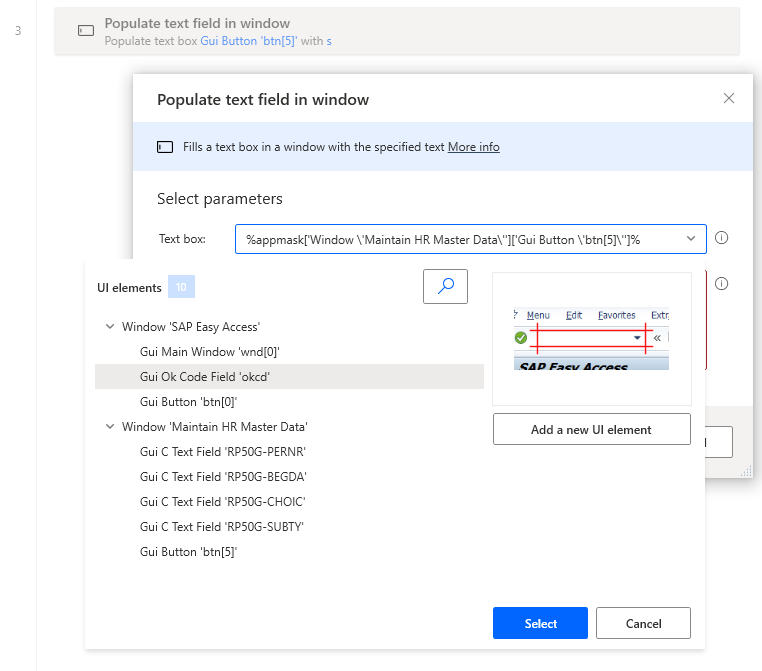 3
Populate text field in window
Populate text box Gui Button 'btn[5]' with s
Populate text field in window
Fills a text box in a window with the specified text More info
Select parameters
Text box:
%appmask['Window \'Maintain HR Master Data\'']['Gui Button \'btn[5]\'']%
UI elements 10
Window 'SAP Easy Access'
Gui Main Window 'wnd[0]'
Gui Ok Code Field 'okcd'
Gui Button 'btn[0]'
Window 'Maintain HR Master Data'
Gui C Text Field 'RP50G-PERNR'
Gui C Text Field 'RP50G-BEGDA'
Gui C Text Field 'RP50G-CHOIC'
Gui C Text Field 'RP50G-SUBTY'
Gui Button 'btn[5]'
Menu Edit Favorites Extr
SAP Easy Access
Add a new UI element
Select Cancel